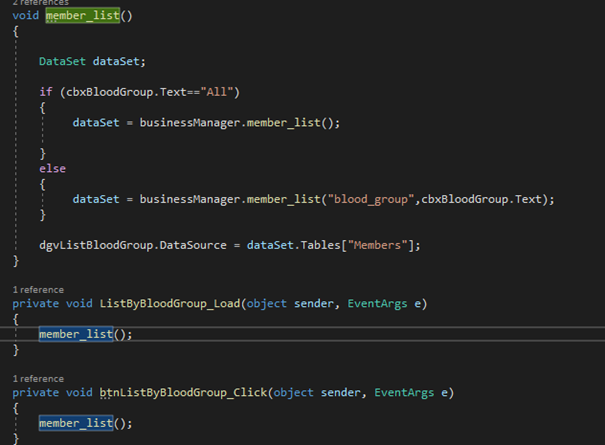 2 references
void member_list()
{
DataSet dataSet;
if (cbxBloodGroup.Text=="All")
{
dataSet = businessManager.member_list();
}
else
{
dataSet = businessManager.member_list("blood_group",cbxBloodGroup.Text);
}
dgvListBloodGroup.DataSource = dataSet.Tables["Members"];
}
1 reference
private void ListByBloodGroup_Load(object sender, EventArgs e)
{
member_list();
}
1 reference
private void btnListByBloodGroup_Click(object sender, EventArgs e)
{
member_list();
}